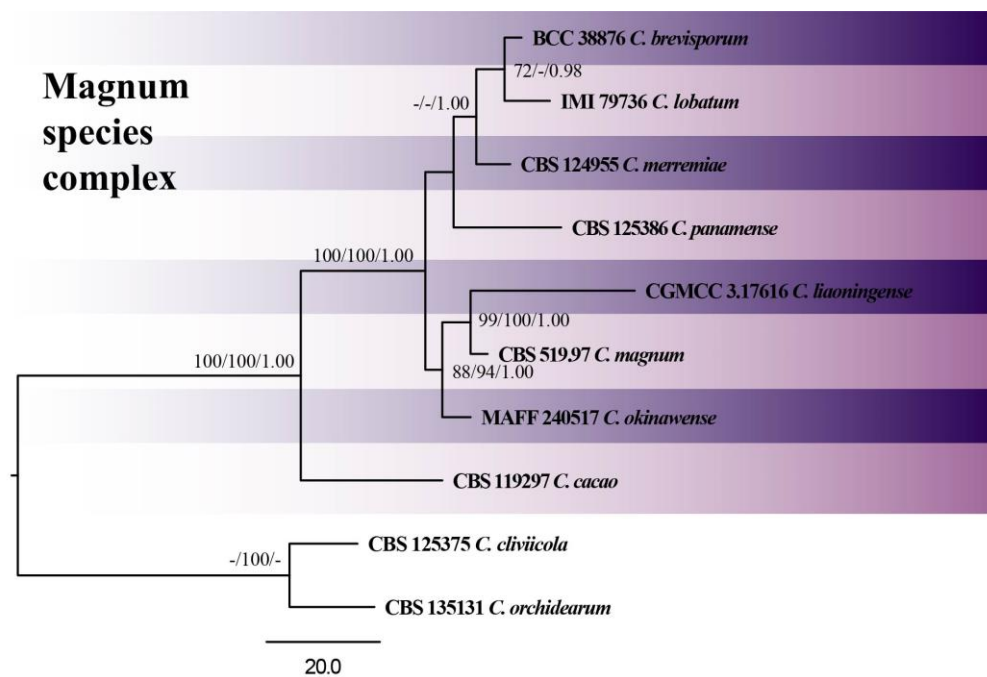 Magnum
species
complex
BCC 38876 C. brevisporum
72/-/0.98
-/-/1.00
IMI 79736 C. lobatum
CBS 124955 C. merremiae
CBS 125386 C. panamense
100/100/1.00
CGMCC 3.17616 C. liaoningense
99/100/1.00
CBS 519.97 C. magnum
100/100/1.00
88/94/1.00
MAFF 240517 C. okinawense
CBS 119297 C. cacao
CBS 125375 C. cliviicola
-/100/-
CBS 135131 C. orchidearum
20.0